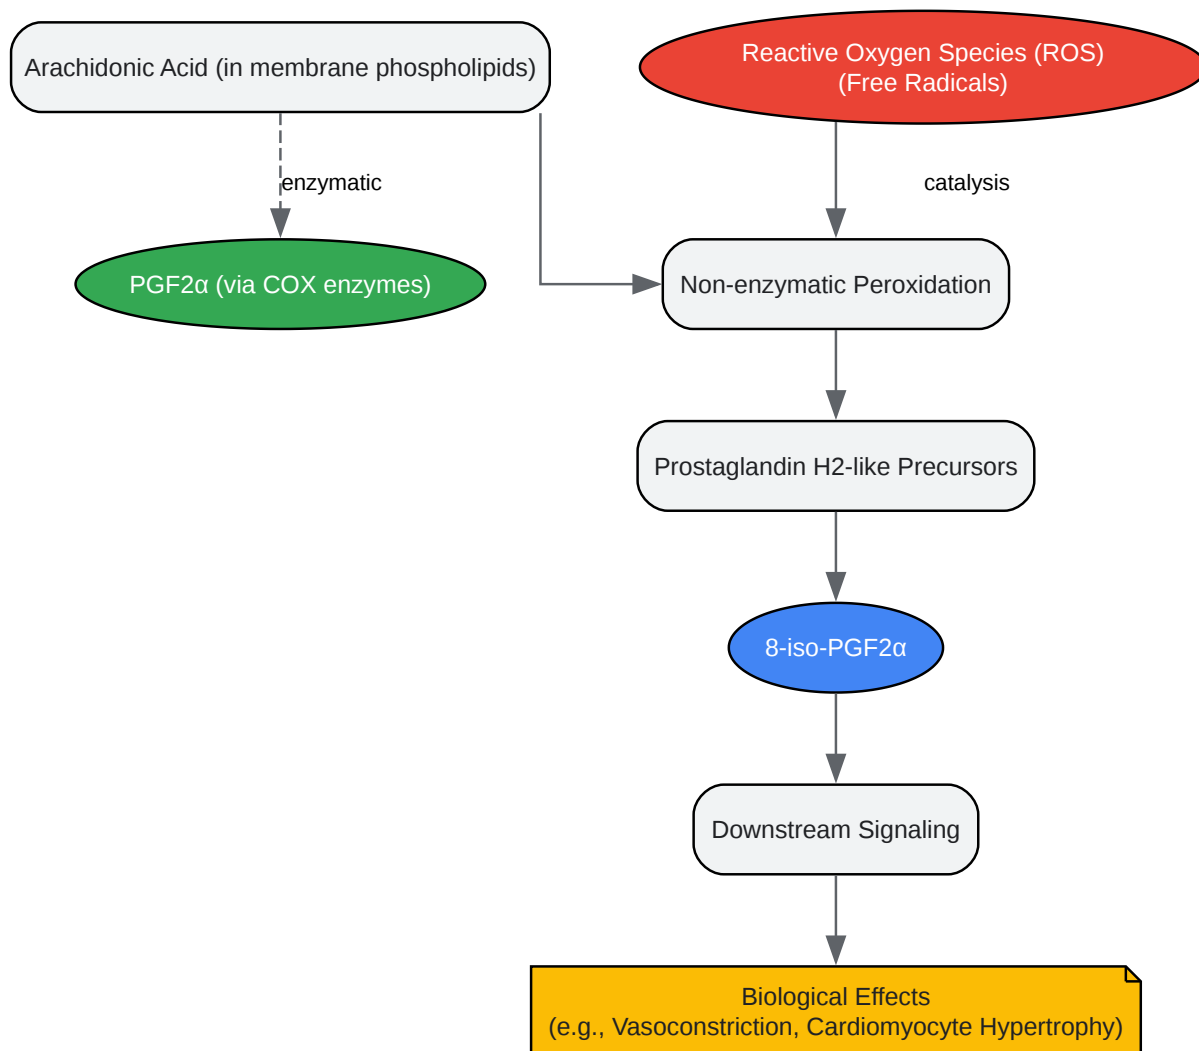 Arachidonic Acid (in membrane phospholipids)
Reactive Oxygen Species (ROS)
(Free Radicals)
enzymatic
catalysis
PGF2α (via COX enzymes)
Non-enzymatic Peroxidation
Prostaglandin H2-like Precursors
8-iso-PGF2α
Downstream Signaling
Biological Effects
(e.g., Vasoconstriction, Cardiomyocyte Hypertrophy)